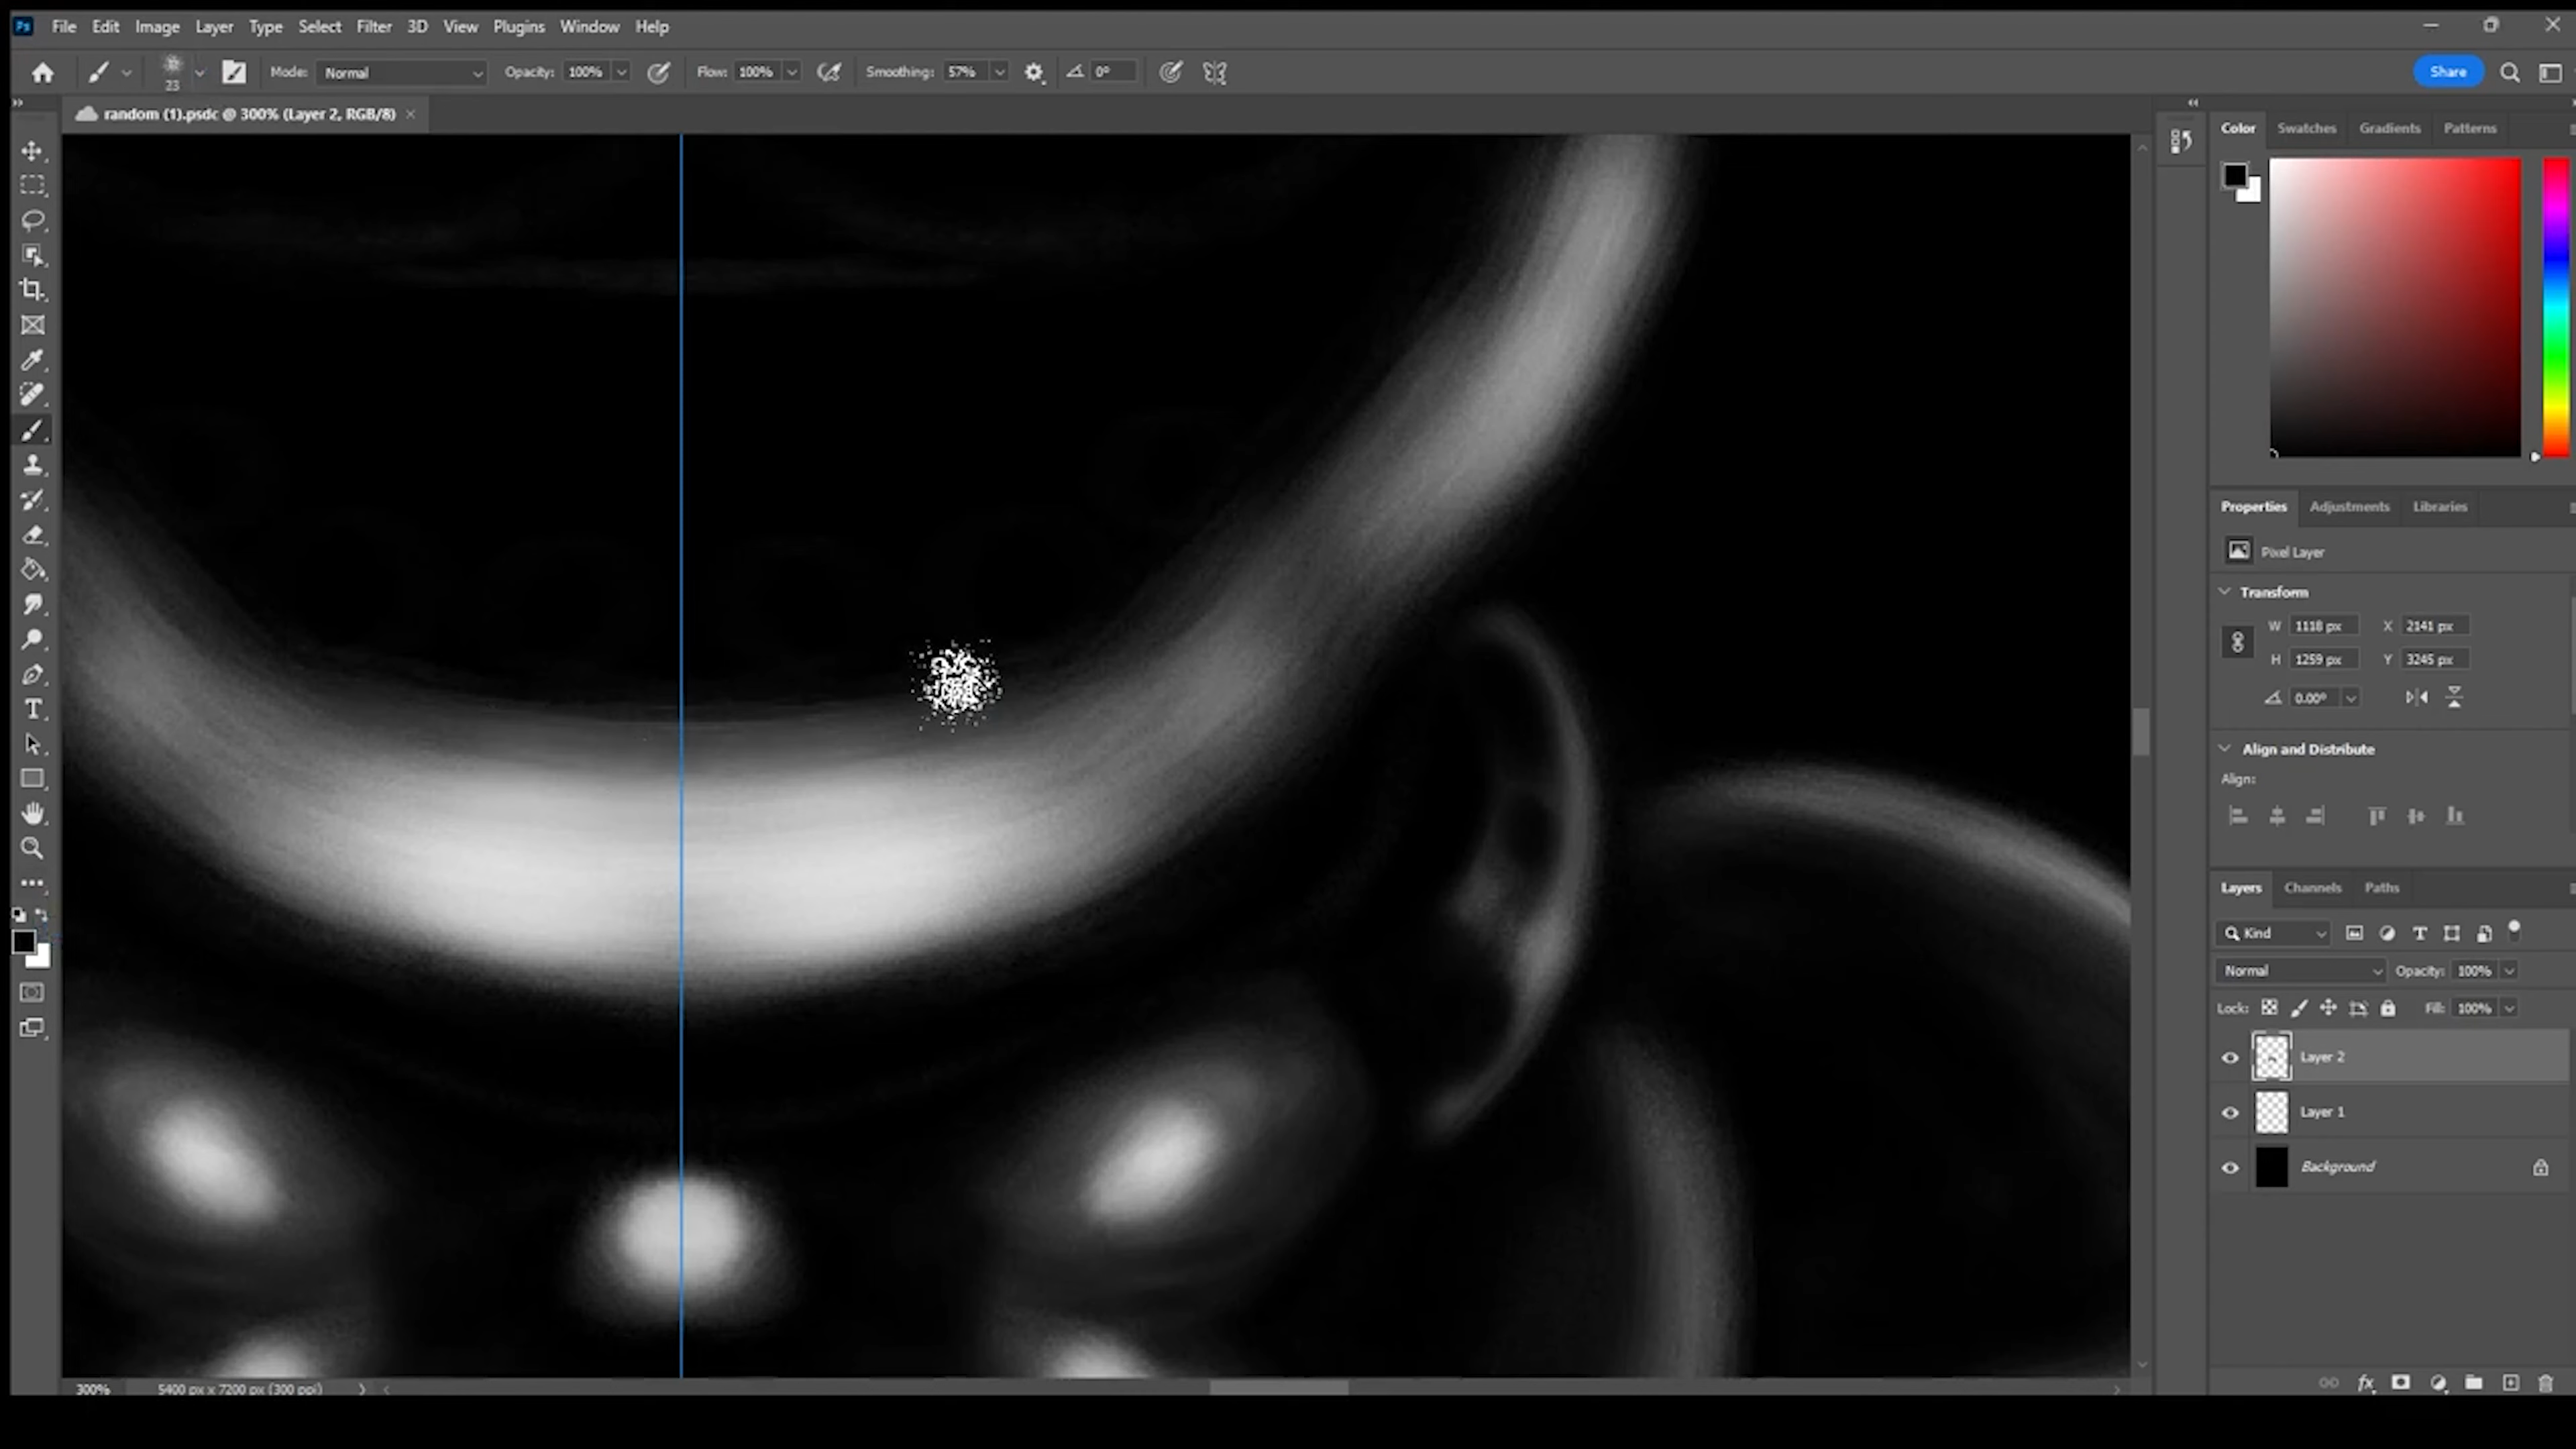 Ps File Edit Image Layer Type Select Filter 3D View Plugins Window Help
23 Mode: Normal Opacity: 100% Flow: 100% Smoothing: 57% 0° Share
random (1).psdc @ 300% (Layer 2, RGB/8) ×
Color Swatches Gradients Patterns
Properties Adjustments Libraries
Pixel Layer
Transform
W 1118 px X 2141 px
H 1259 px Y 3245 px
0.00°
Align and Distribute
Align:
Layers Channels Paths
Kind
Normal Opacity: 100%
Lock: Fill: 100%
Layer 2
Layer 1
Background
fx
300% 5400 px x 7200 px (300 ppi)